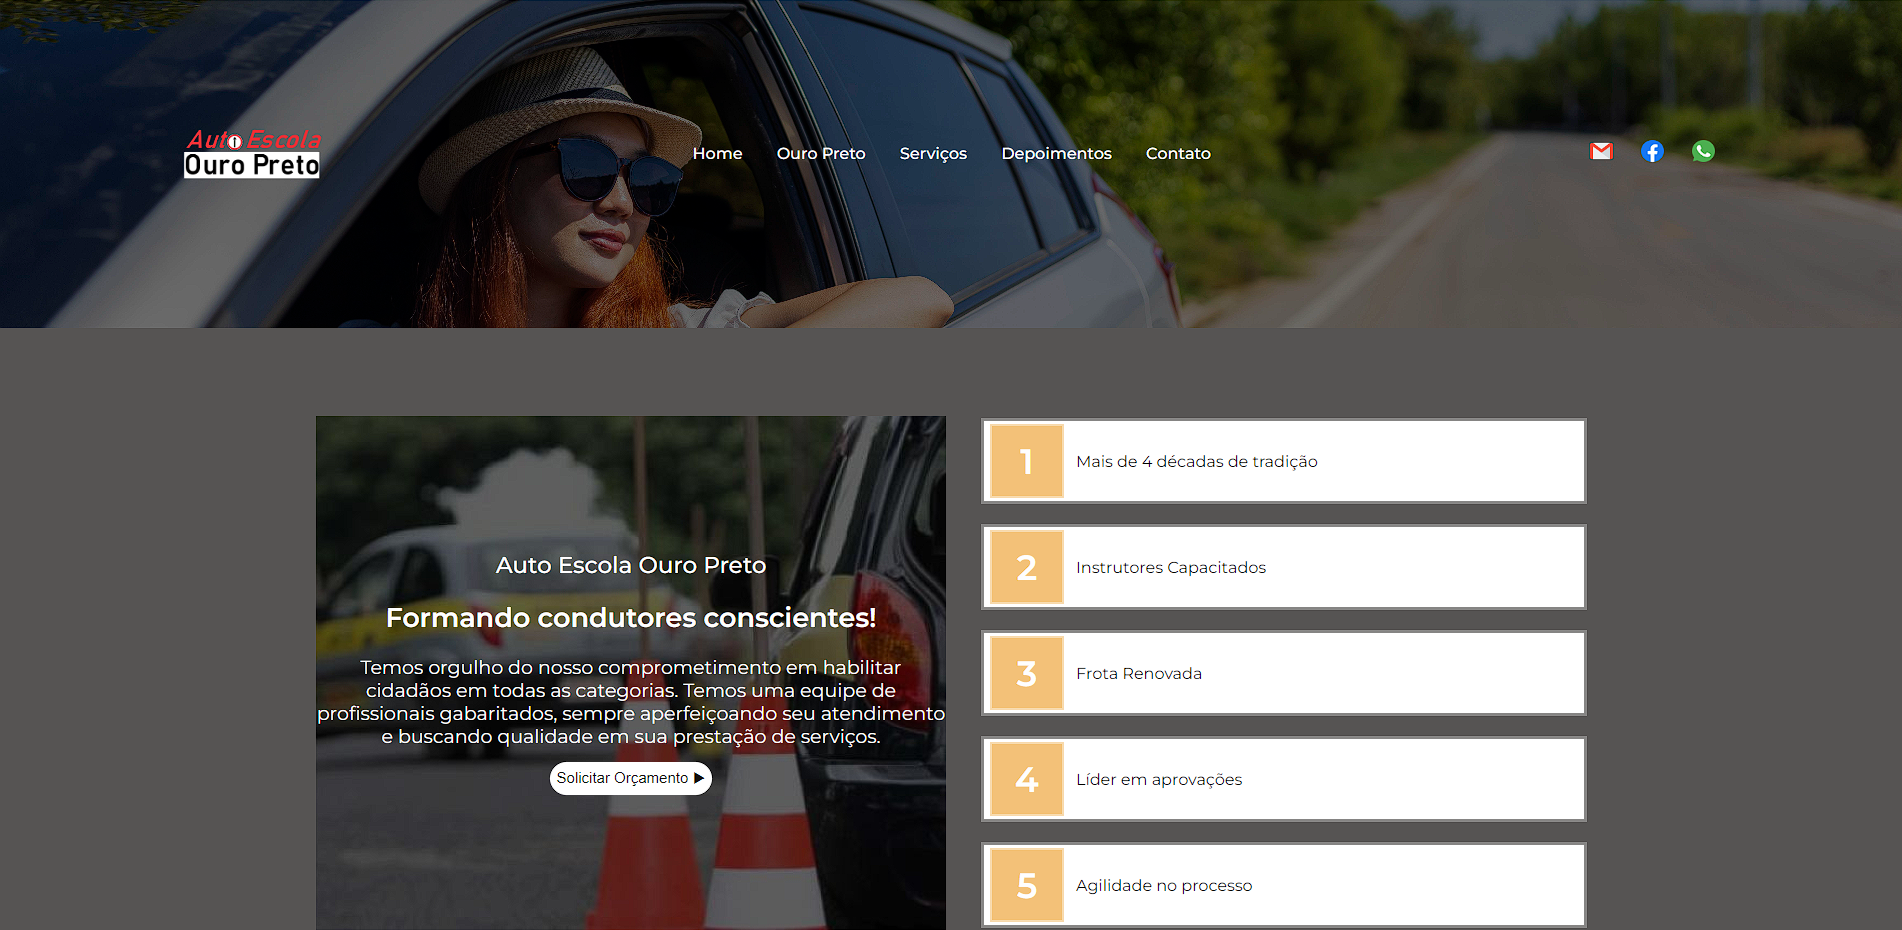 Auto Escola
Ouro Preto
Home Ouro Preto Serviços Depoimentos Contato
Auto Escola Ouro Preto
Formando condutores conscientes!
Temos orgulho do nosso comprometimento em habilitar
cidadãos em todas as categorias. Temos uma equipe de
profissionais gabaritados, sempre aperfeiçoando seu atendimento
e buscando qualidade em sua prestação de serviços.
Solicitar Orçamento ▶
1 Mais de 4 décadas de tradição
2 Instrutores Capacitados
3 Frota Renovada
4 Líder em aprovações
5 Agilidade no processo